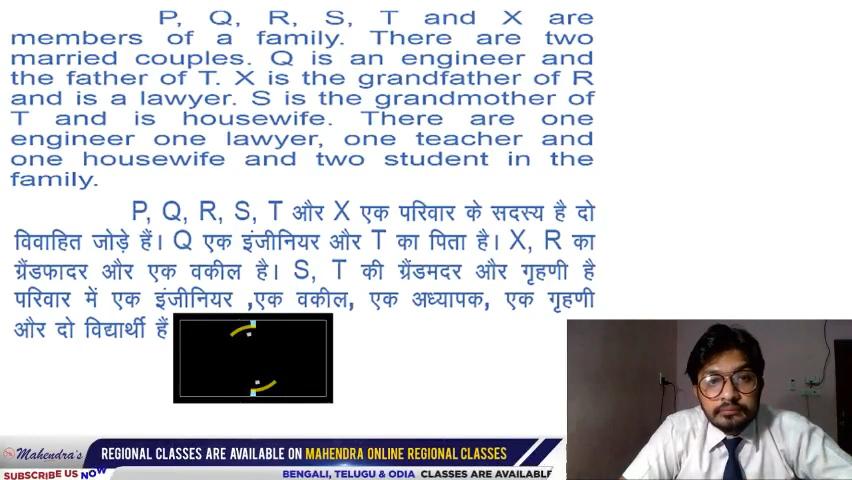 P, Q, R, S, T and X are
members of a family. There are two
married couples. Q is an engineer and
the father of T. X is the grandfather of R
and is a lawyer. S is the grandmother of
T and is housewife. There are one
engineer one lawyer, one teacher and
one housewife and two student in the
family.
P, Q, R, S, T और X एक परिवार के सदस्य है दो
विवाहित जोड़े हैं। Q एक इंजीनियर और T का पिता है। X, R का
ग्रैंडफादर और एक वकील है। S, T की ग्रैंडमदर और गृहणी है
परिवार में एक इंजीनियर ,एक वकील, एक अध्यापक, एक गृहणी
और दो विद्यार्थी हैं
Mahendra's
REGIONAL CLASSES ARE AVAILABLE ON MAHENDRA ONLINE REGIONAL CLASSES
SUBSCRIBE US NOW
BENGALI, TELUGU & ODIA CLASSES ARE AVAILABLE